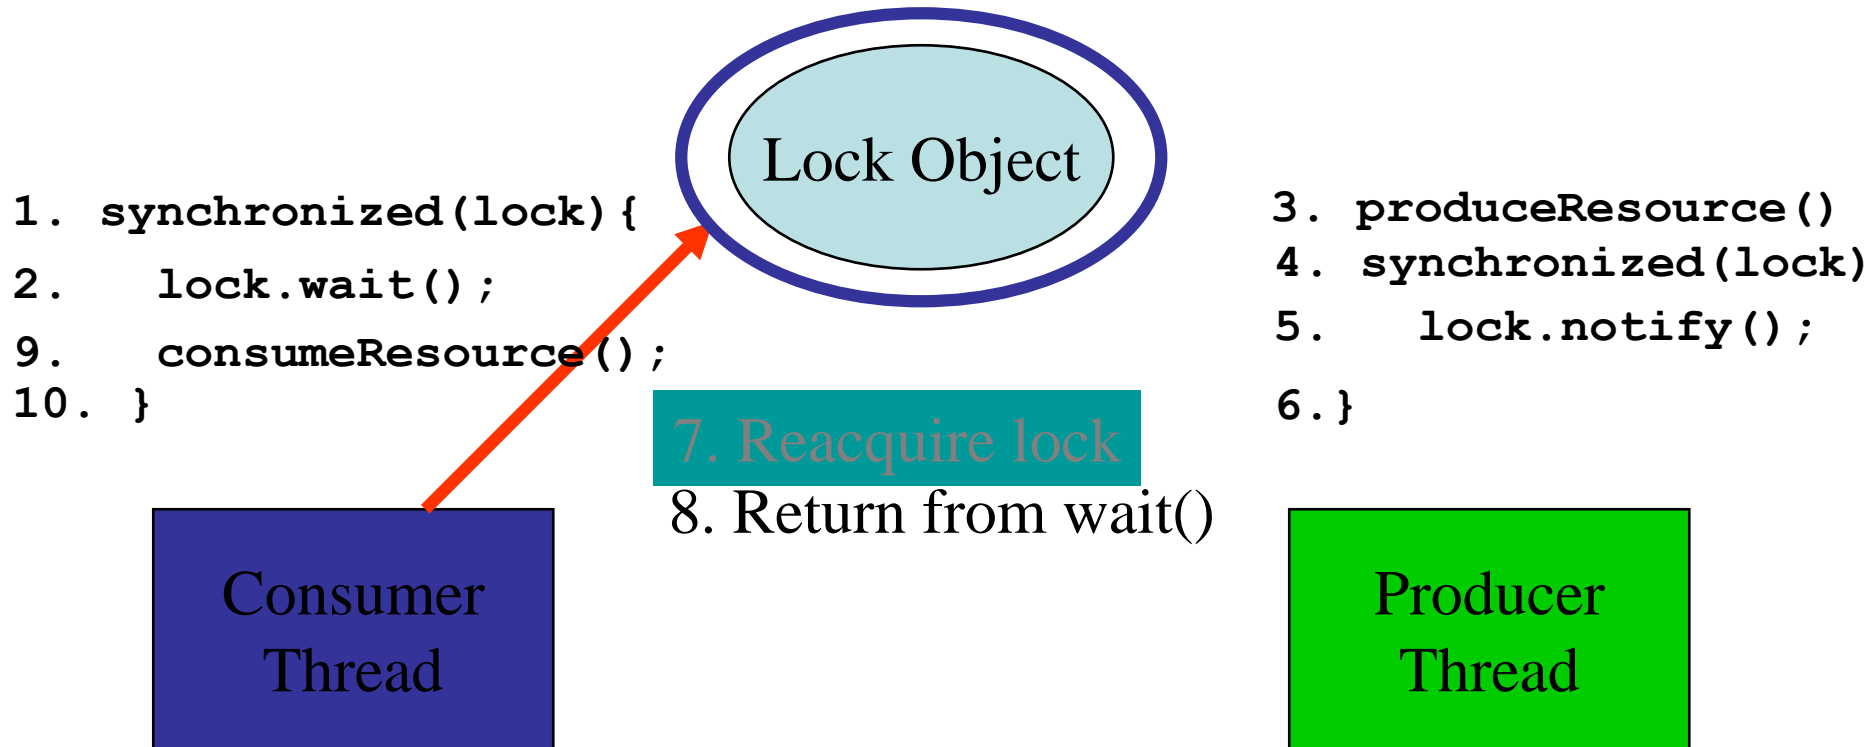 Lock Object
1. synchronized(lock){
2. lock.wait();
9. consumeResource();
10. }
3. produceResource()
4. synchronized(lock)
5. lock.notify();
6.}
7. Reacquire lock
8. Return from wait()
Consumer
Thread
Producer
Thread